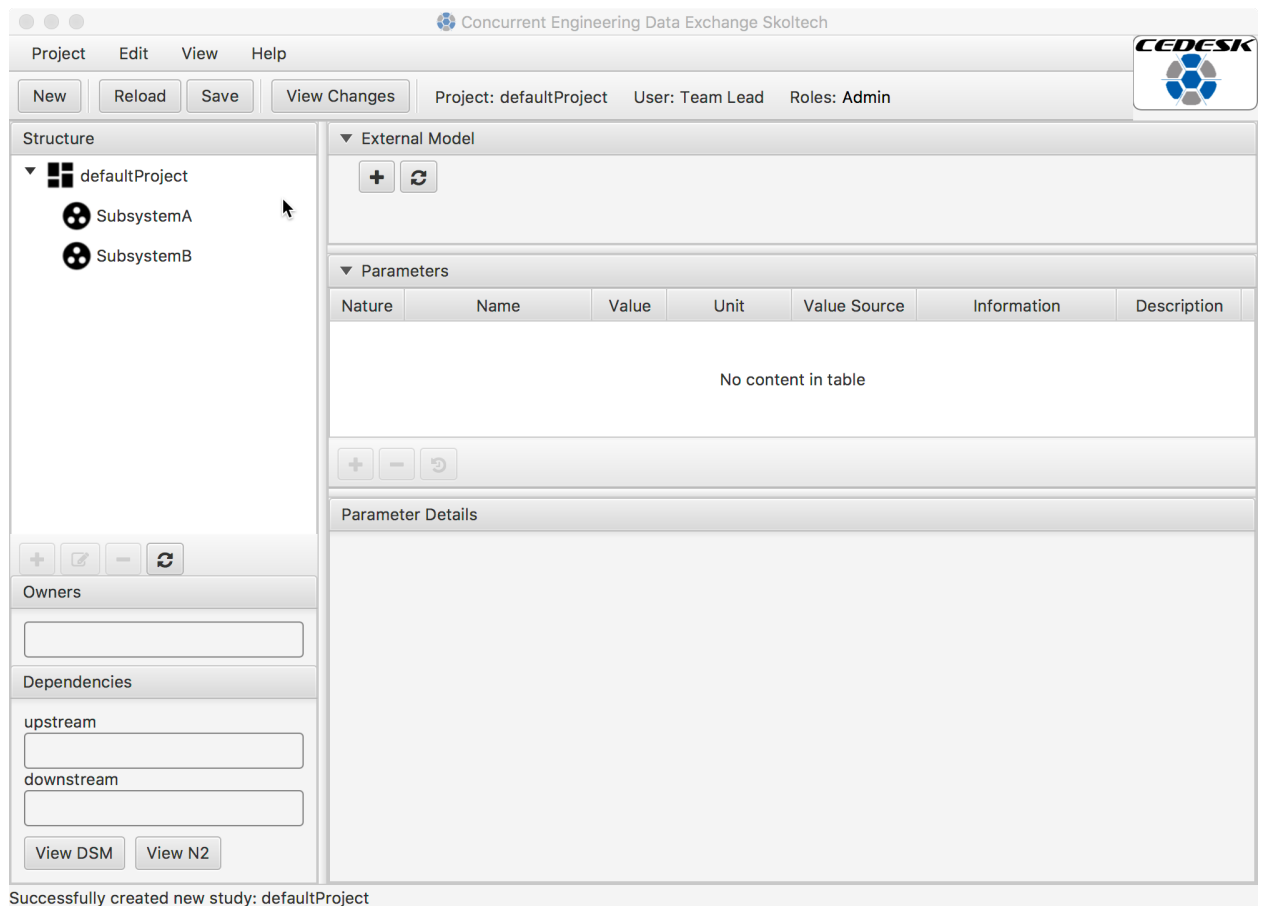 Concurrent Engineering Data Exchange Skoltech
Project Edit View Help
CEDESK
New Reload Save View Changes Project: defaultProject User: Team Lead Roles: Admin
Structure
defaultProject
SubsystemA
SubsystemB
Owners
Dependencies
upstream
downstream
View DSM View N2
External Model
Parameters
Nature Name Value Unit Value Source Information Description
No content in table
Parameter Details
Successfully created new study: defaultProject